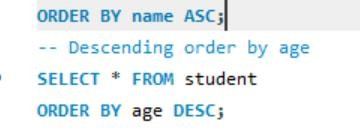 ORDER BY name ASC;
-- Descending order by age
SELECT * FROM student
ORDER BY age DESC;